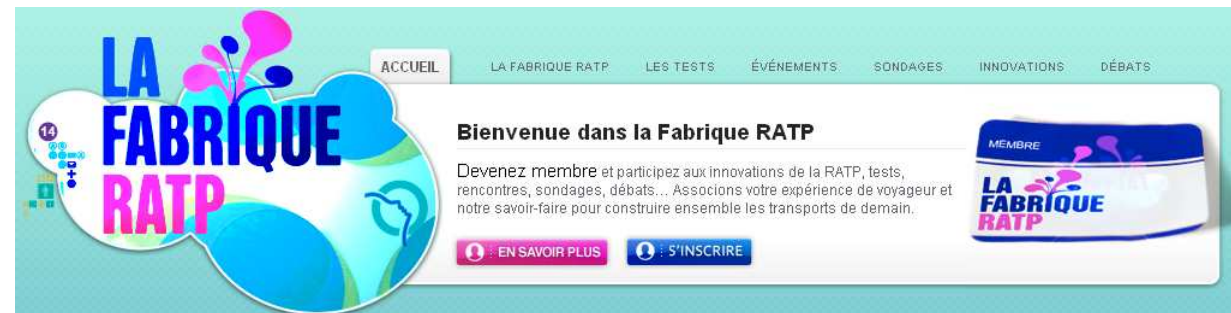 LA
FABRIQUE
RATP
14
ACCUEIL
LA FABRIQUE RATP
LES TESTS
ÉVÉNEMENTS
SONDAGES
INNOVATIONS
DÉBATS
Bienvenue dans la Fabrique RATP
Devenez membre et participez aux innovations de la RATP, tests,
rencontres, sondages, débats... Associons votre expérience de voyageur et
notre savoir-faire pour construire ensemble les transports de demain.
EN SAVOIR PLUS
S'INSCRIRE
MEMBRE
LA
FABRIQUE
RATP